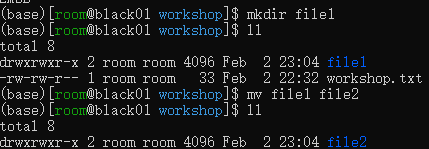 (base)[room@black01 workshop]$ mkdir file1
(base)[room@black01 workshop]$ ll
total 8
drwxrwxr-x 2 room room 4096 Feb  2 23:04 file1
-rw-rw-r-- 1 room room   33 Feb  2 22:32 workshop.txt
(base)[room@black01 workshop]$ mv file1 file2
(base)[room@black01 workshop]$ ll
total 8
drwxrwxr-x 2 room room 4096 Feb  2 23:04 file2